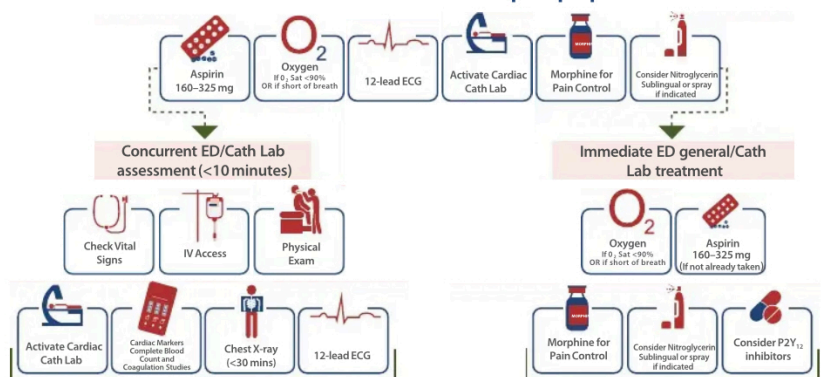 Aspirin
160–325 mg
O2
Oxygen
If O₂ Sat <90%
OR if short of breath
12-lead ECG
Activate Cardiac
Cath Lab
MORPHIN
Morphine for
Pain Control
Consider Nitroglycerin
Sublingual or spray
if indicated
Concurrent ED/Cath Lab
assessment (<10 minutes)
Check Vital
Signs
IV Access
Physical
Exam
Activate Cardiac
Cath Lab
Cardiac Markers
Complete Blood
Count and
Coagulation Studies
Chest X-ray
(<30 mins)
12-lead ECG
Immediate ED general/Cath
Lab treatment
O2
Oxygen
If O₂ Sat <90%
OR if short of breath
Aspirin
160–325 mg
(If not already taken)
MORPHIN
Morphine for
Pain Control
Consider Nitroglycerin
Sublingual or spray
if indicated
Consider P2Y₁₂
inhibitors